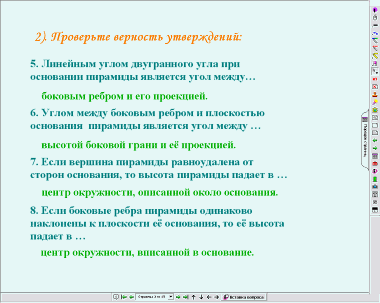 2). Проверьте верность утверждений:
5. Линейным углом двугранного угла при
основании пирамиды является угол между…
боковым ребром и его проекцией.
6. Углом между боковым ребром и плоскостью
основания пирамиды является угол между …
высотой боковой грани и её проекцией.
7. Если вершина пирамиды равноудалена от
сторон основания, то высота пирамиды падает в …
центр окружности, описанной около основания.
8. Если боковые ребра пирамиды одинаково
наклонены к плоскости её основания, то её высота
падает в …
центр окружности, вписанной в основание.
Вставку вопроса